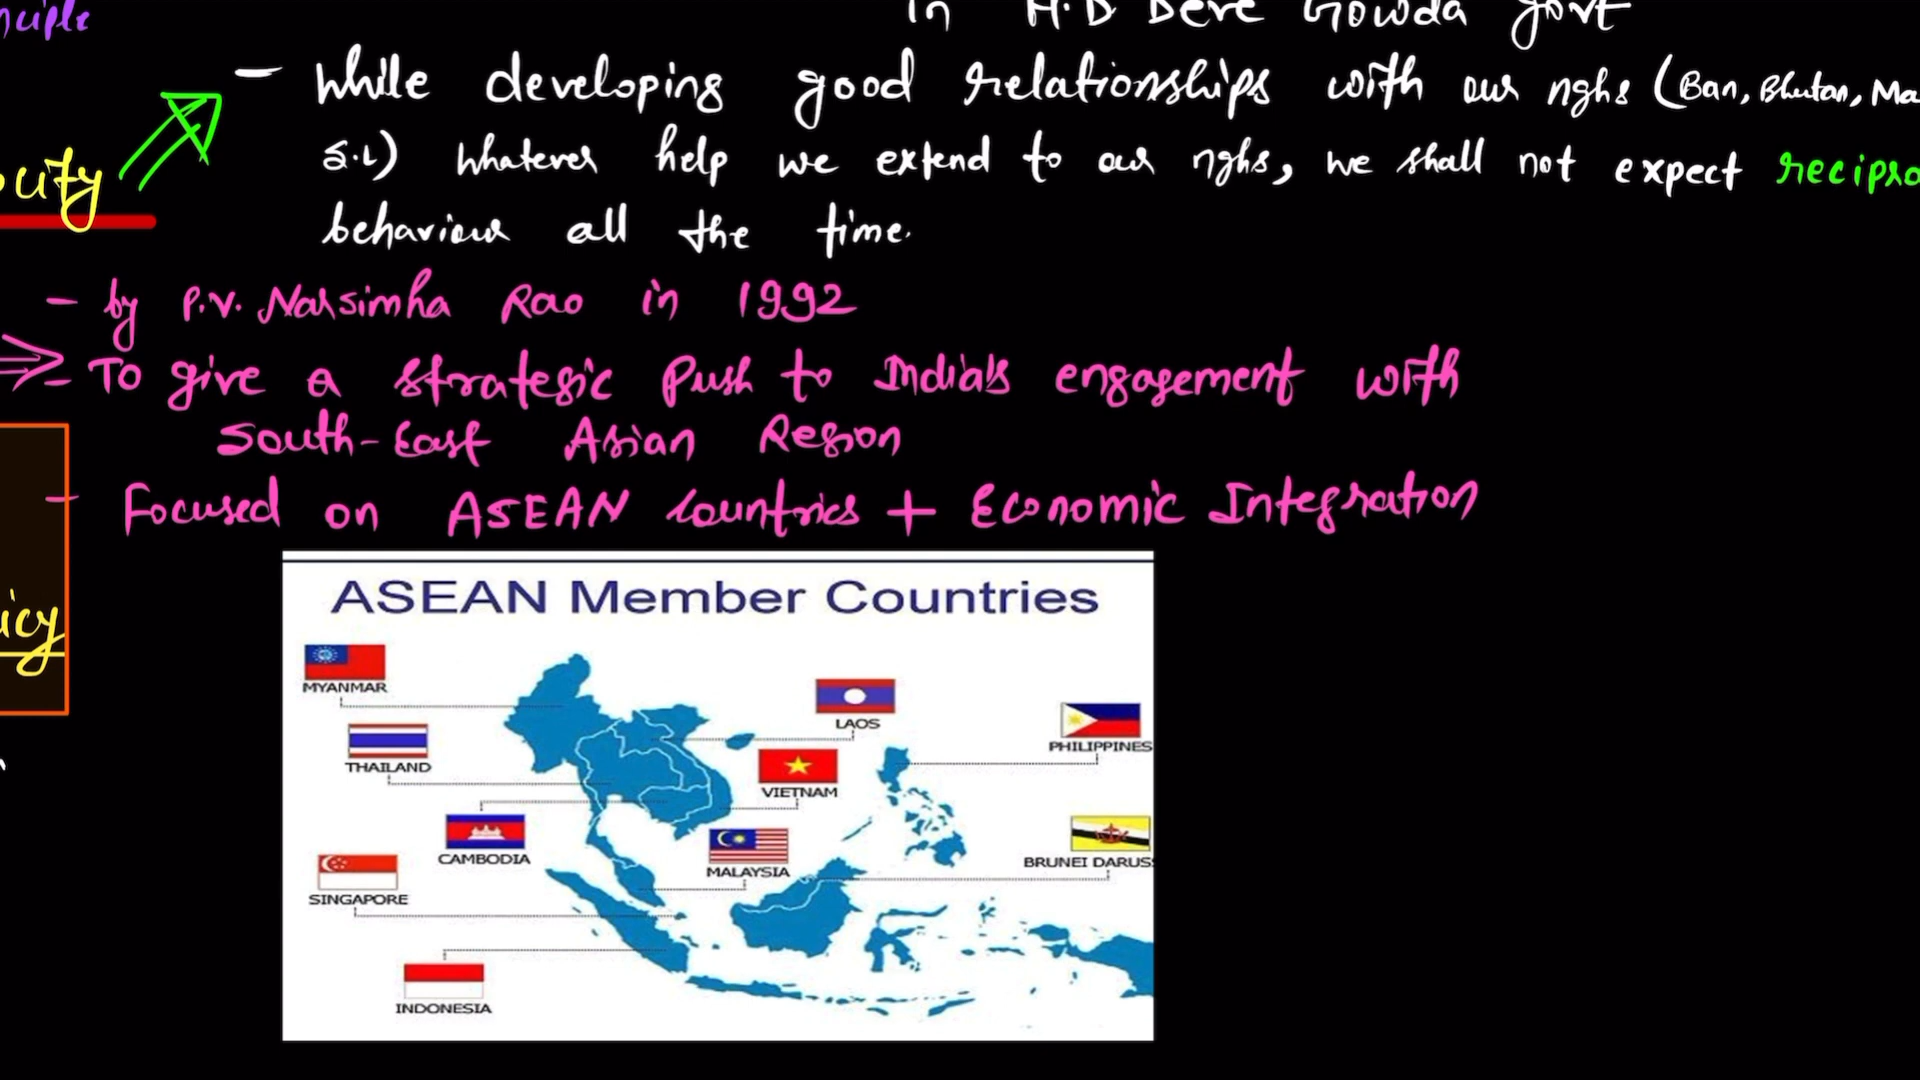 in H.D Deve Gowda govt
- While developing good relationships with our nghs (Ban, Bhutan, Ma
S.L) Whatever help we extend to our nghs, we shall not expect recipro
behaviour all the time.
- by P.V. Narsimha Rao in 1992
- To give a strategic Push to India's engagement with
South-East Asian Region
- Focused on ASEAN countries + Economic Integration
icy
ASEAN Member Countries
MYANMAR
LAOS
PHILIPPINES
THAILAND
VIETNAM
CAMBODIA
MALAYSIA
BRUNEI DARUSS
SINGAPORE
INDONESIA